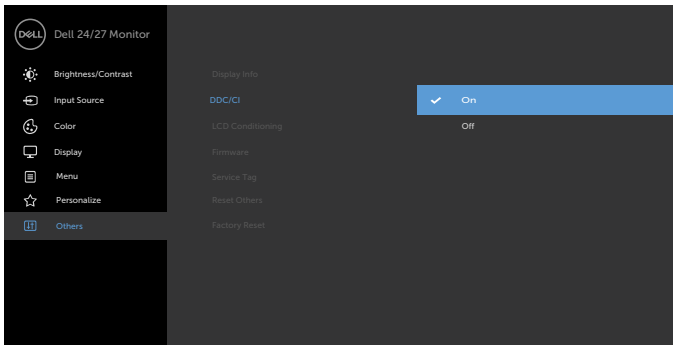 DELL Dell 24/27 Monitor
Brightness/Contrast
Input Source
Color
Display
Menu
Personalize
Others
Display Info
DDC/CI
LCD Conditioning
Firmware
Service Tag
Reset Others
Factory Reset
On
Off